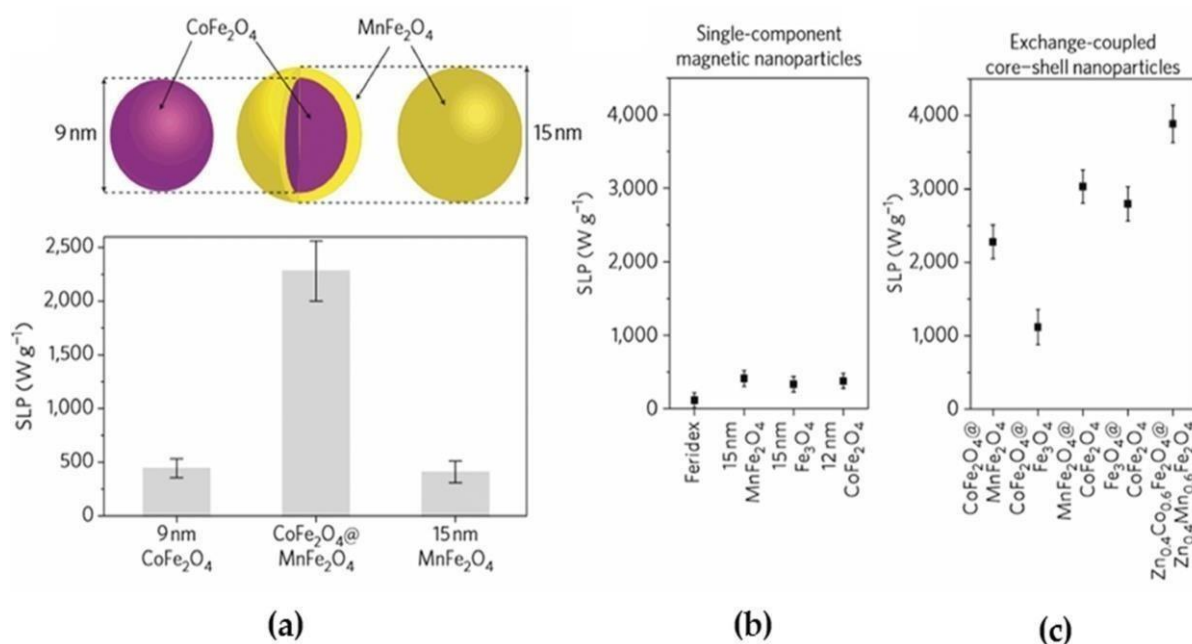 CoFe₂O₄
MnFe₂O₄
9 nm
15 nm
SLP (W g⁻¹)
2,500
2,000
1,500
1,000
500
0
9 nm
CoFe₂O₄
CoFe₂O₄@
MnFe₂O₄
15 nm
MnFe₂O₄
(a)
Single-component
magnetic nanoparticles
SLP (W g⁻¹)
4,000
3,000
2,000
1,000
0
Feridex
15 nm
MnFe₂O₄
15 nm
Fe₃O₄
12 nm
CoFe₂O₄
(b)
Exchange-coupled
core–shell nanoparticles
SLP (W g⁻¹)
4,000
3,000
2,000
1,000
0
CoFe₂O₄@
MnFe₂O₄
CoFe₂O₄@
Fe₃O₄
MnFe₂O₄@
CoFe₂O₄
Fe₃O₄@
CoFe₂O₄
Zn₀.₄Co₀.₆Fe₂O₄@
Zn₀.₄Mn₀.₆Fe₂O₄
(c)